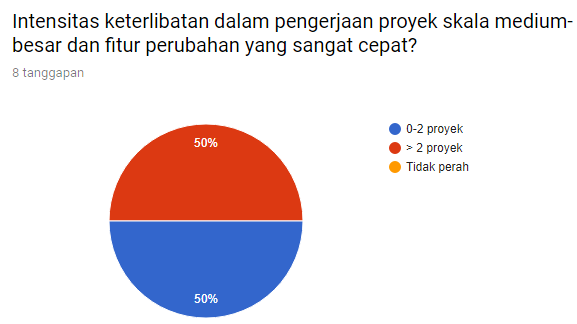 Intensitas keterlibatan dalam pengerjaan proyek skala medium-
besar dan fitur perubahan yang sangat cepat?
8 tanggapan
50%
50%
0-2 proyek
> 2 proyek
Tidak perah